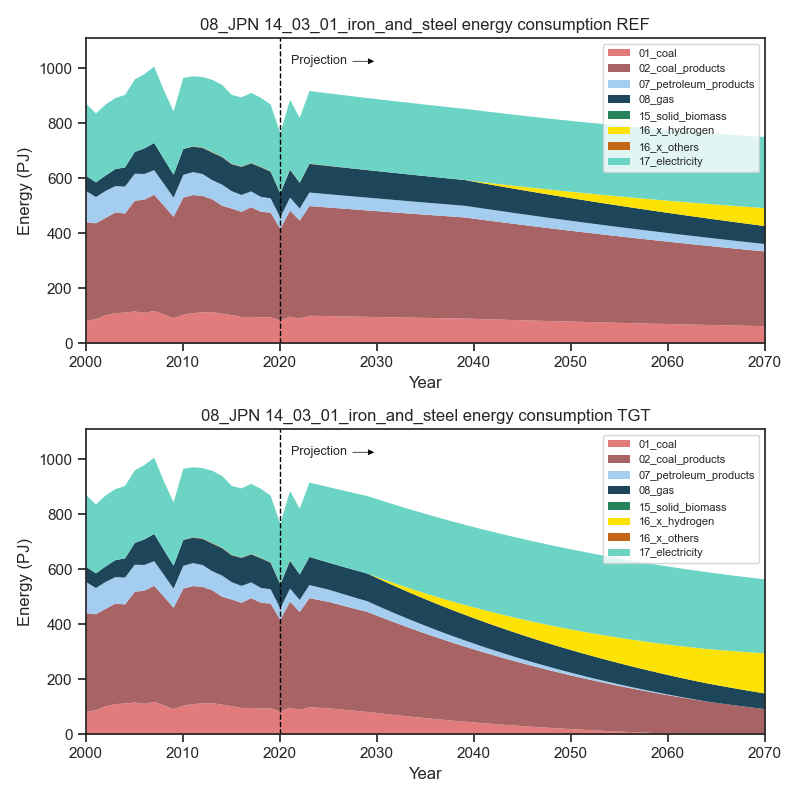 08_JPN 14_03_01_iron_and_steel energy consumption REF
Energy (PJ)
1000
800
600
400
200
0
Projection
01_coal
02_coal_products
07_petroleum_products
08_gas
15_solid_biomass
16_x_hydrogen
16_x_others
17_electricity
2000 2010 2020 2030 2040 2050 2060 2070
Year
08_JPN 14_03_01_iron_and_steel energy consumption TGT
Energy (PJ)
1000
800
600
400
200
0
Projection
01_coal
02_coal_products
07_petroleum_products
08_gas
15_solid_biomass
16_x_hydrogen
16_x_others
17_electricity
2000 2010 2020 2030 2040 2050 2060 2070
Year